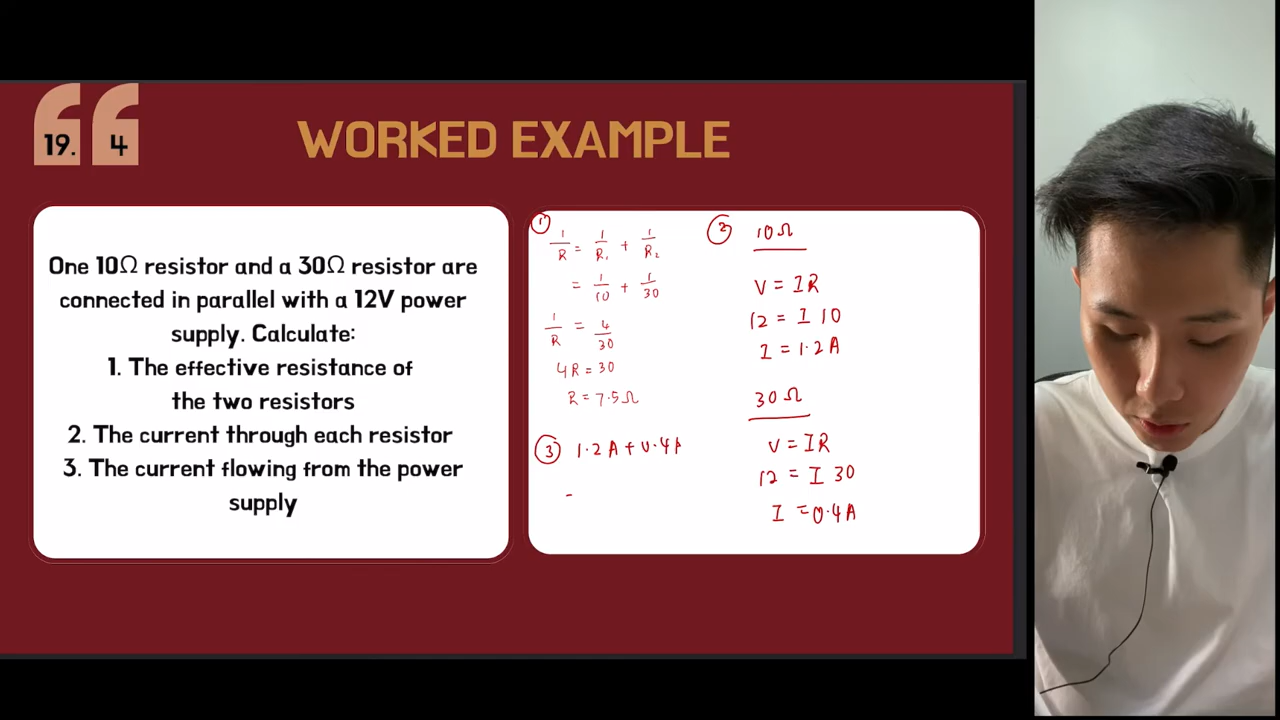 19. 4
WORKED EXAMPLE
One 10Ω resistor and a 30Ω resistor are
connected in parallel with a 12V power
supply. Calculate:
1. The effective resistance of
the two resistors
2. The current through each resistor
3. The current flowing from the power
supply
① 1/R = 1/R₁ + 1/R₂
= 1/10 + 1/30
1/R = 4/30
4R = 30
R = 7.5Ω
② 10Ω
V = IR
12 = I 10
I = 1.2A
30Ω
V = IR
12 = I 30
I = 0.4A
③ 1.2A + 0.4A
-